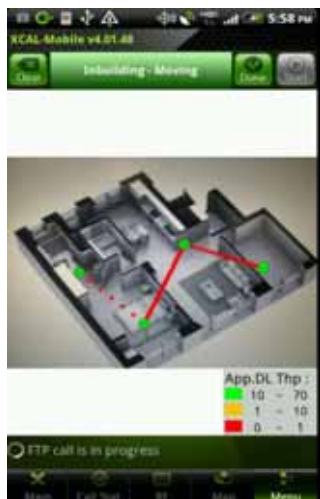 5:58 PM
XCAL-Mobile v4.01.48
Clear
Inbuilding - Moving
Done
App.DL Thp :
10 - 70
1 - 10
0 - 1
FTP call is in progress
Main
Call Stat
RF
Menu